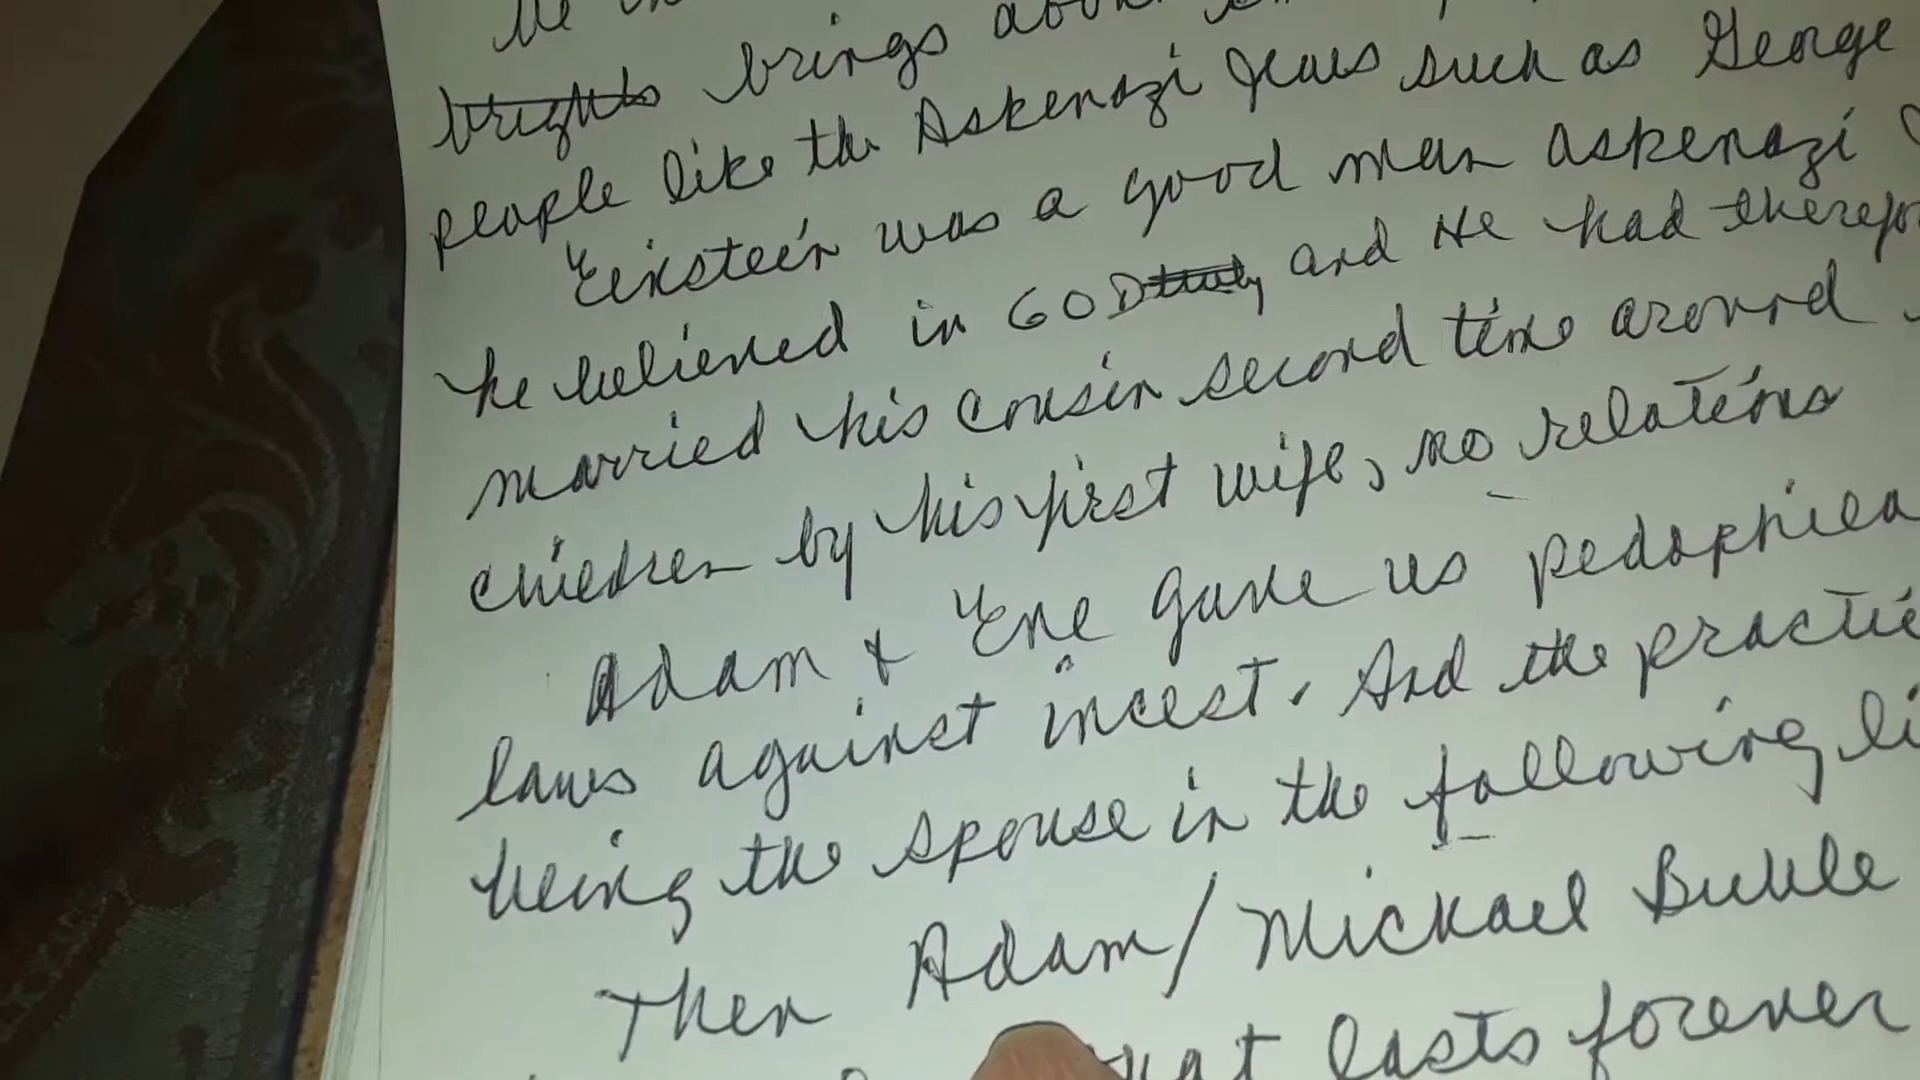 brings
people like the Askenazi Jews such as George
Einstein was a good man askenazi
he believed in GOD truly, and He had therefo
married his cousin second time around
children by his first wife, no relations
Adam & Eve gave us pedophilea
laws against incest. And the practic
being the spouse in the following li
Then Adam/Mickael Buble
lasts forever